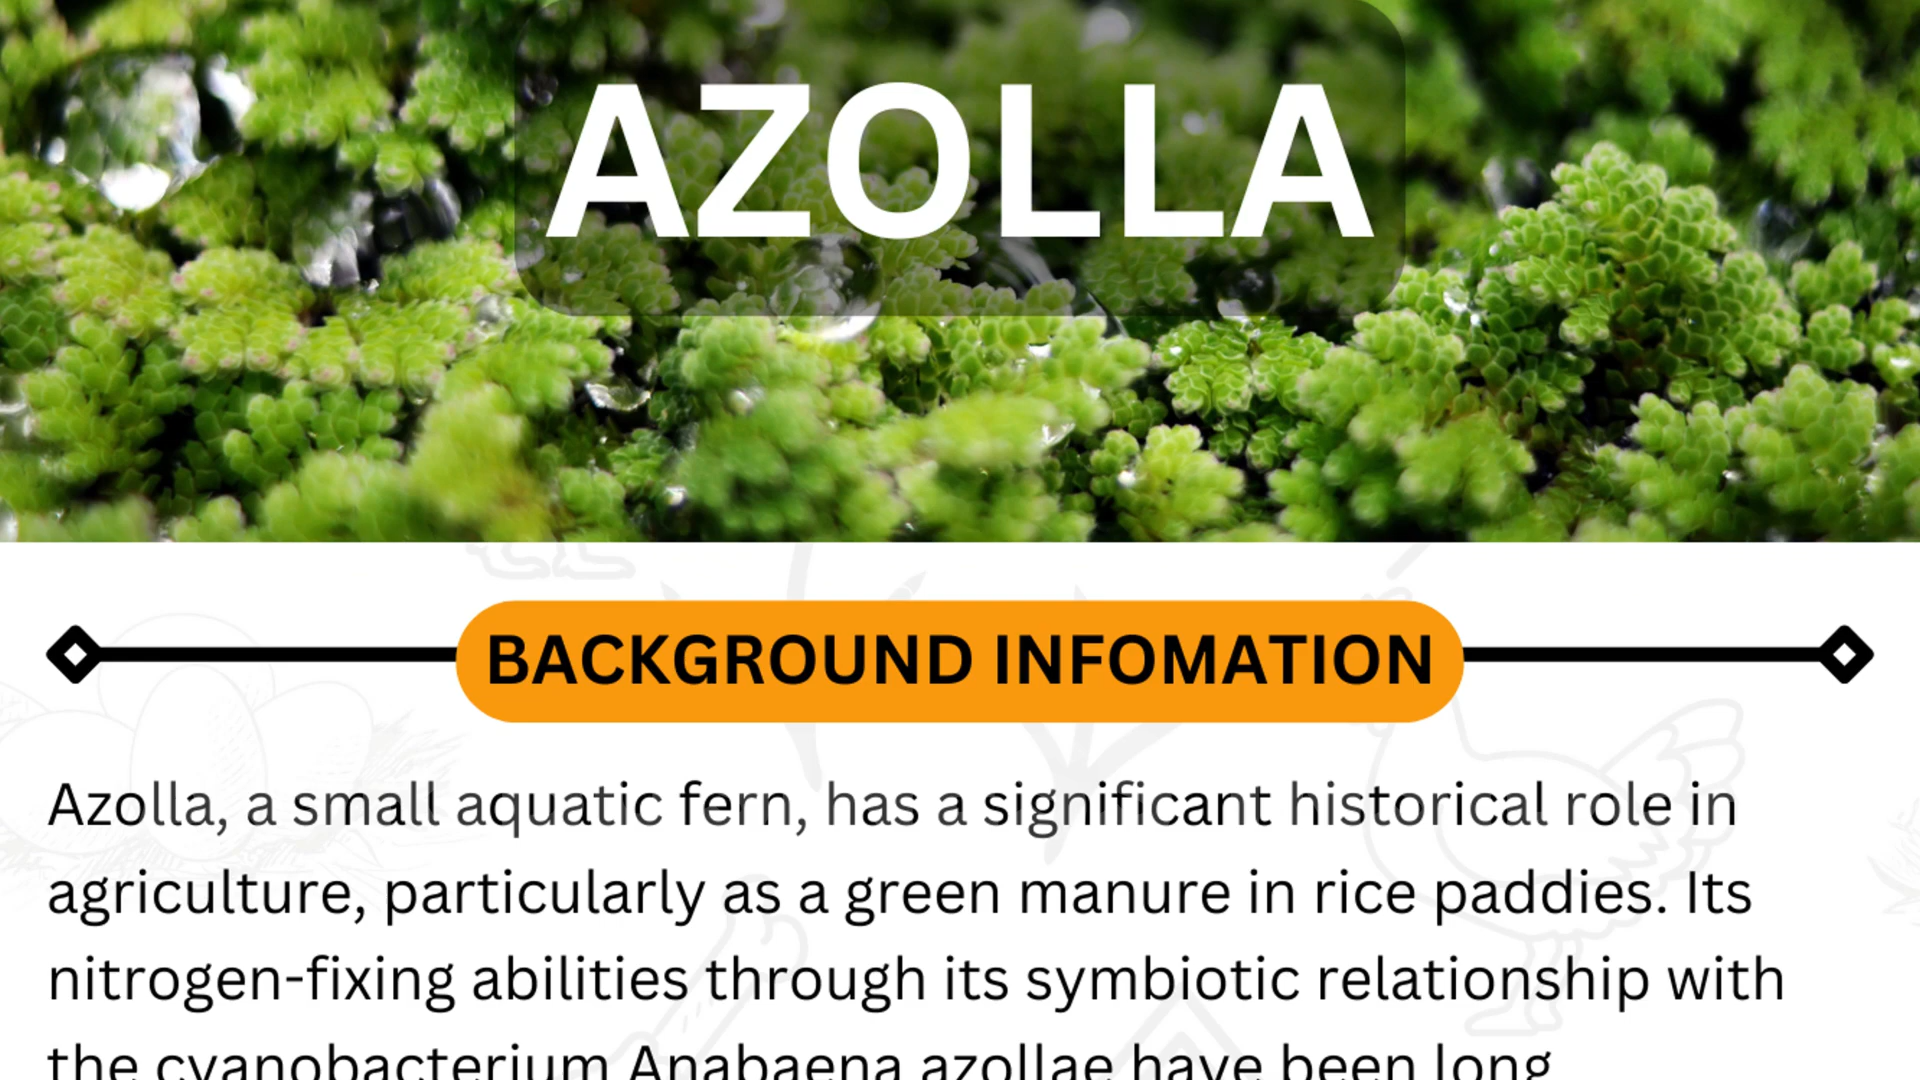 AZOLLA
BACKGROUND INFOMATION
Azolla, a small aquatic fern, has a significant historical role in
agriculture, particularly as a green manure in rice paddies. Its
nitrogen-fixing abilities through its symbiotic relationship with
the cyanobacterium Anabaena azollae have been long